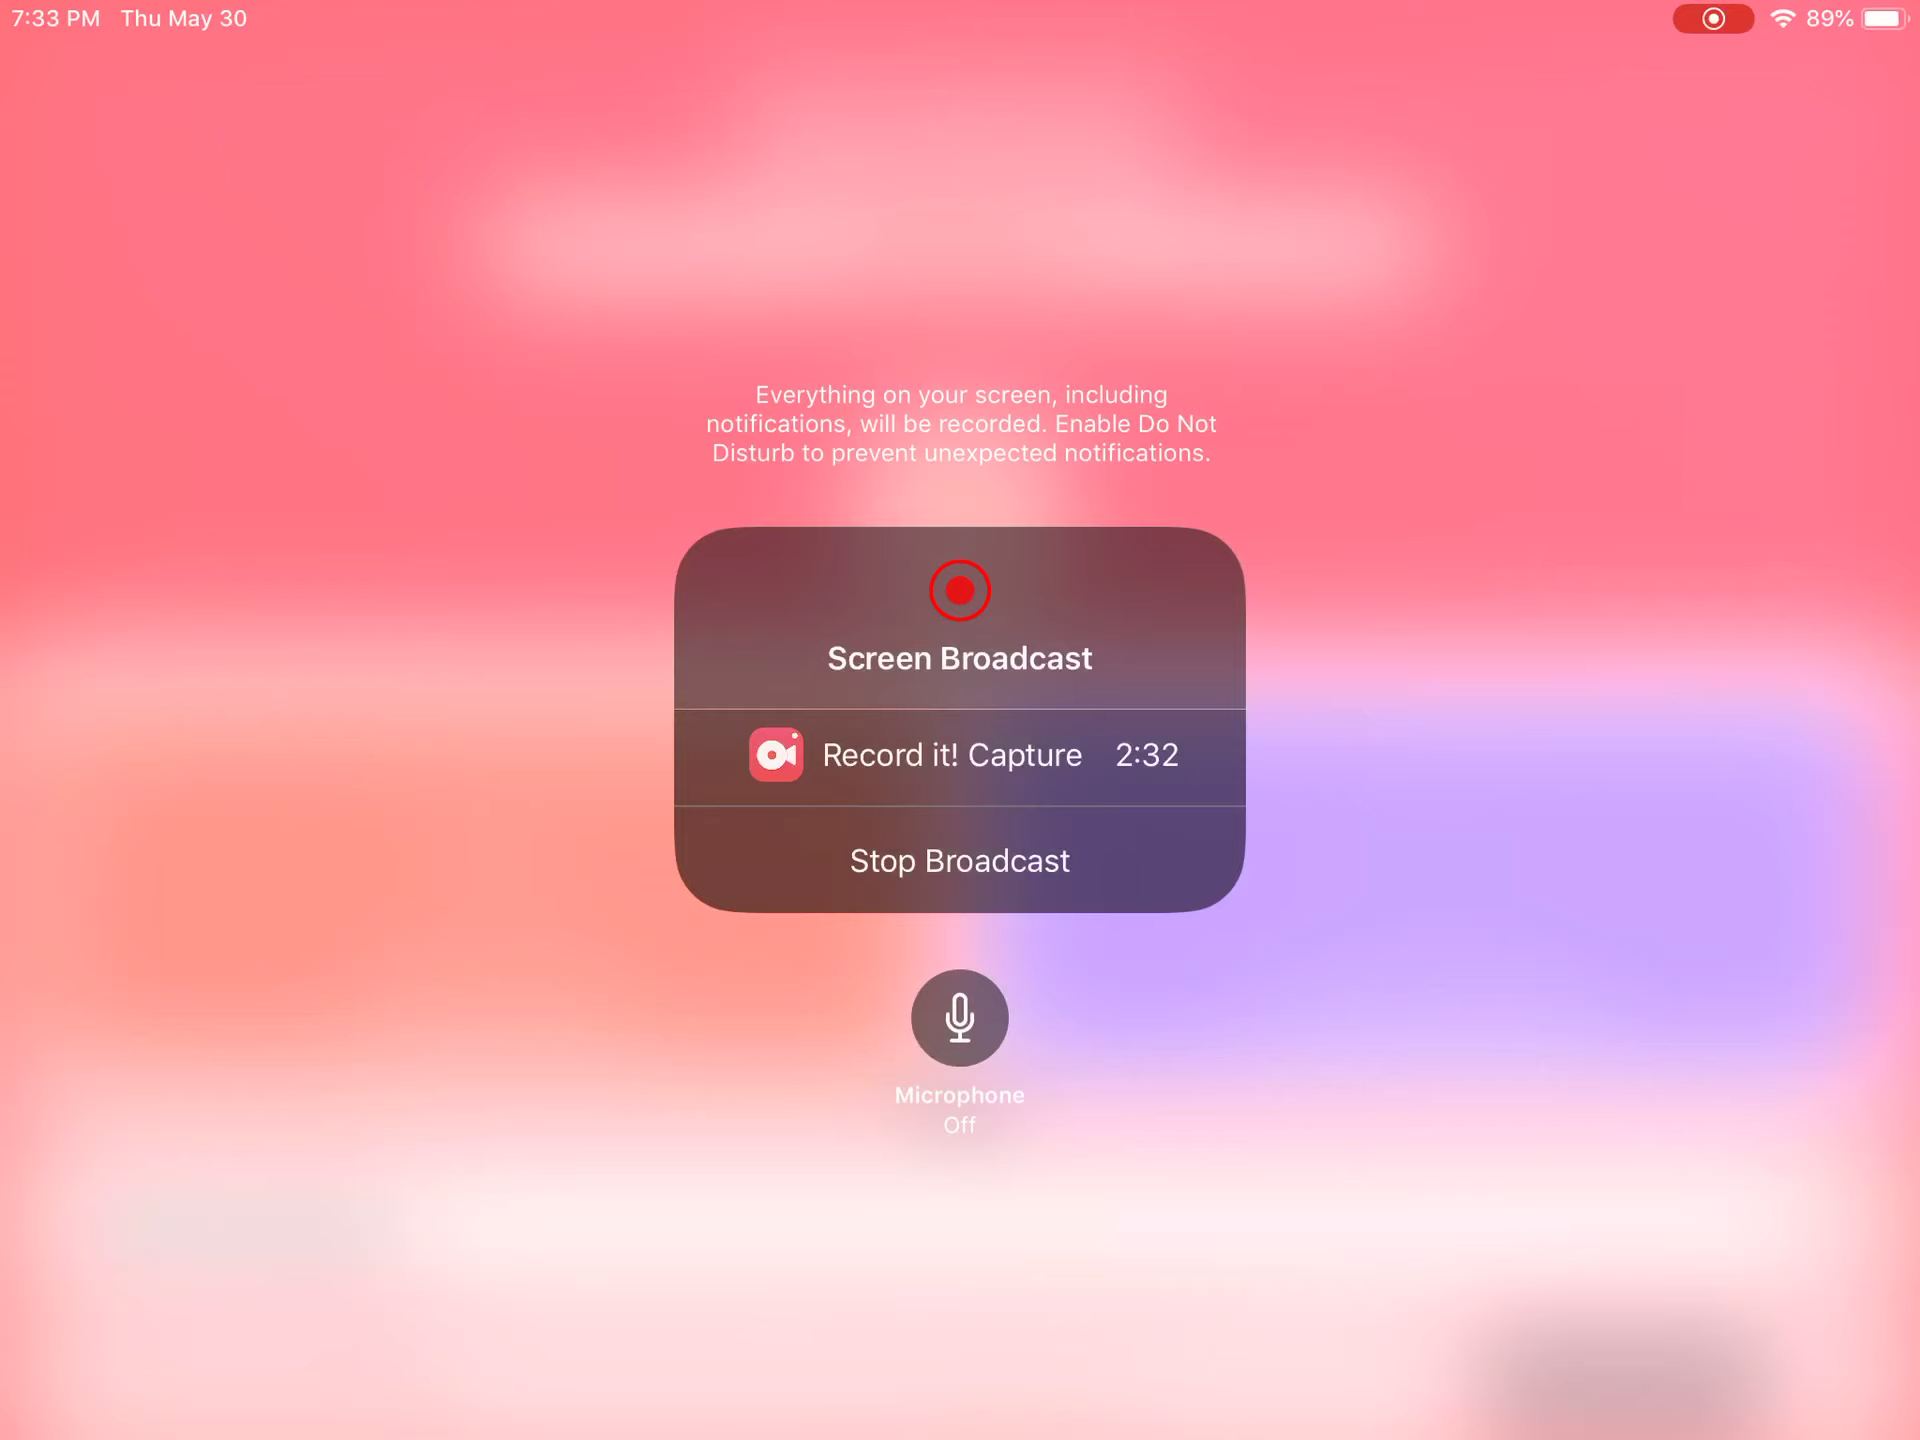 7:33 PM Thu May 30
89%
Everything on your screen, including
notifications, will be recorded. Enable Do Not
Disturb to prevent unexpected notifications.
Screen Broadcast
Record it! Capture 2:32
Stop Broadcast
Microphone
Off